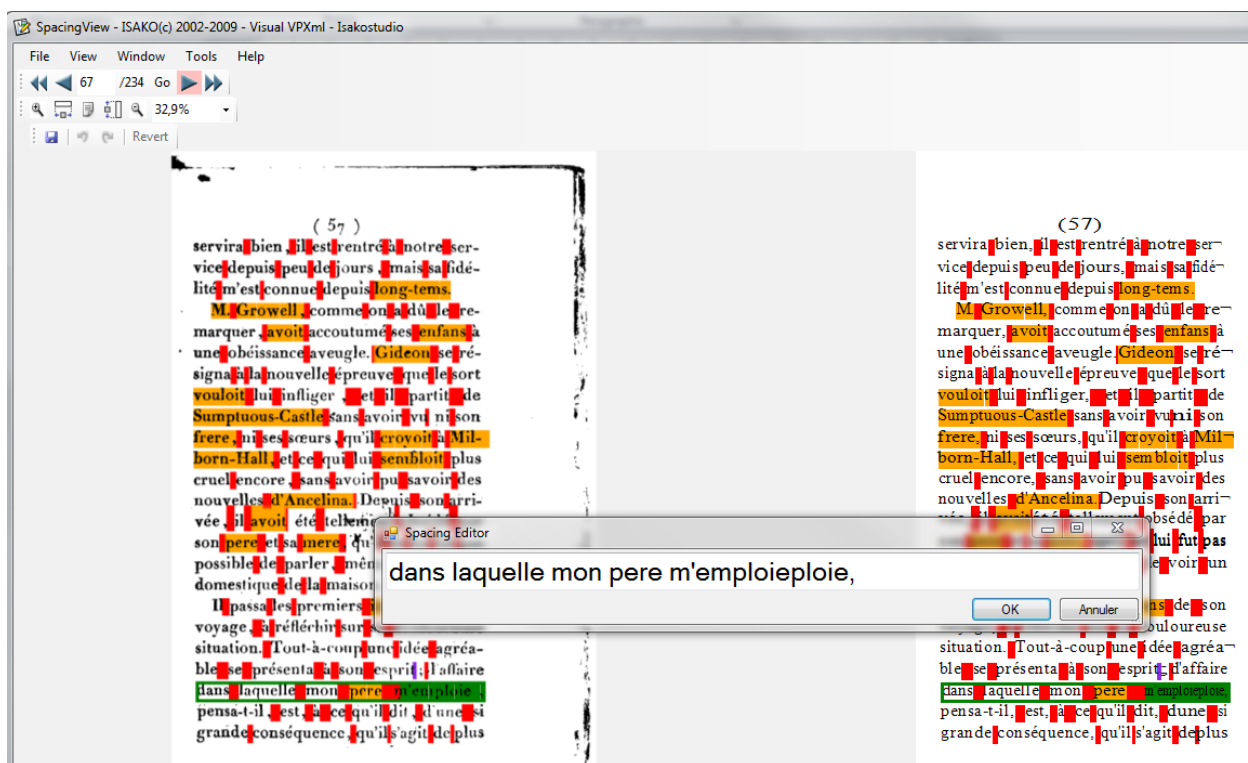 SpacingView - ISAKO(c) 2002-2009 - Visual VPXml - Isakostudio
File View Window Tools Help
67 /234 Go
32,9%
Revert
( 57 )
servira bien, il est rentré à notre ser-
vice depuis peu de jours, mais sa fidé-
lité m'est connue depuis long-tems.
M. Growell, comme on a dû le re-
marquer, avoit accoutumé ses enfans à
une obéissance aveugle. Gideon se ré-
signa à la nouvelle épreuve que le sort
vouloit lui infliger, et il partit de
Sumptuous-Castle sans avoir vu ni son
frere, ni ses sœurs, qu'il croyoit à Mil-
born-Hall, et ce qui lui sembloit plus
cruel encore, sans avoir pu savoir des
nouvelles d'Ancelina. Depuis son arri-
vée, il avoit été
son pere et sa mere, qu'
possible de parler,
domestique de la maison
Il passa les premiers
voyage, à réfléchir sur
situation. Tout-à-coup une idée agréa-
ble se présenta à son esprit; l'affaire
dans laquelle mon pere m'emploie,
pensa-t-il, est, à ce qu'il dit, d'une si
grande conséquence, qu'il s'agit de plus
(57)
servira bien, il est rentré à notre ser¬
vice depuis peu de jours, mais sa fidé¬
lité m'est connue depuis long-tems.
M. Growell, comme on a dû le re¬
marquer, avoit accoutumé ses enfans à
une obéissance aveugle. Gideon se ré¬
signa à la nouvelle épreuve que le sort
vouloit lui infliger, et il partit de
Sumptuous-Castle sans avoir vu ni son
frere, ni ses sœurs, qu'il croyoit à Mil¬
born-Hall, et ce qui lui sembloit plus
cruel encore, sans avoir pu savoir des
nouvelles d'Ancelina. Depuis son arri¬
obsédé par
lui fut pas
voir un
de son
situation. Tout-à-coup une idée agréa¬
ble se présenta à son esprit; d'affaire
dans laquelle mon pere m'emploieploie,
pensa-t-il, est, à ce qu'il dit, dune si
grande conséquence, qu'il s'agit de plus
Spacing Editor
dans laquelle mon pere m'emploieploie,
OK Annuler